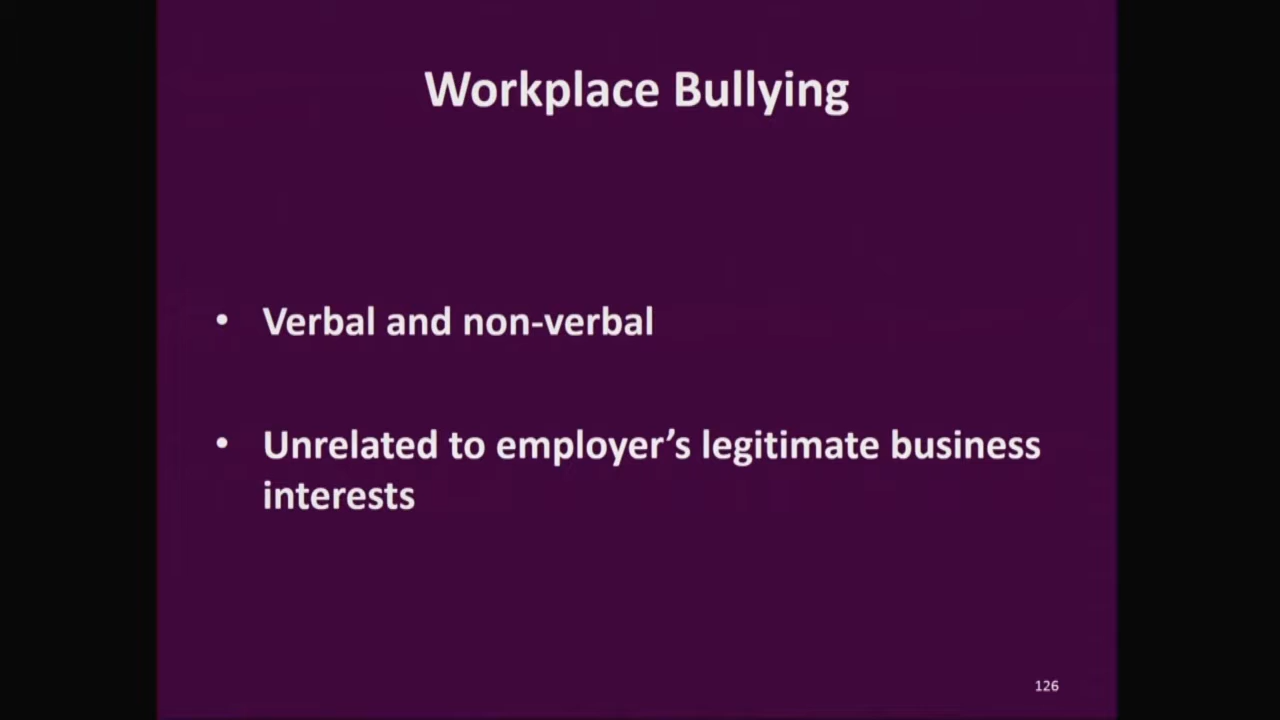 Workplace Bullying
• Verbal and non-verbal
• Unrelated to employer’s legitimate business
interests
126